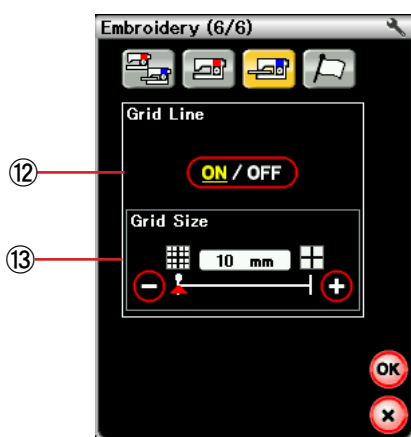 Embroidery (6/6)
Grid Line
⑫
ON / OFF
Grid Size
⑬
10 mm
OK